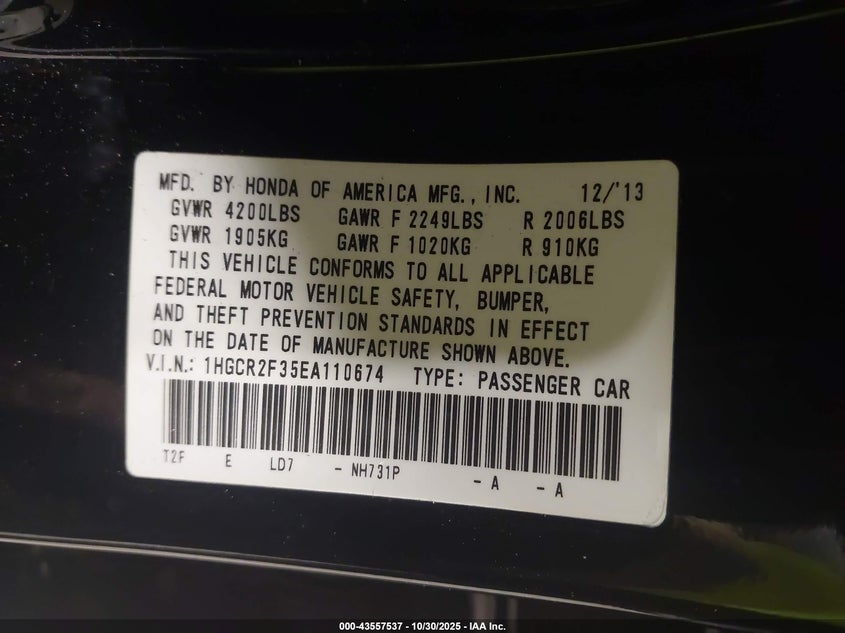 MFD. BY HONDA OF AMERICA MFG., INC. 12/'13
GVWR 4200LBS GAWR F 2249LBS R 2006LBS
GVWR 1905KG GAWR F 1020KG R 910KG
THIS VEHICLE CONFORMS TO ALL APPLICABLE
FEDERAL MOTOR VEHICLE SAFETY, BUMPER,
AND THEFT PREVENTION STANDARDS IN EFFECT
ON THE DATE OF MANUFACTURE SHOWN ABOVE.
V.I.N.: 1HGCR2F35EA110674 TYPE: PASSENGER CAR
T2F E LD7 - NH731P - A - A
000-43557537 - 10/30/2025 - IAA Inc.